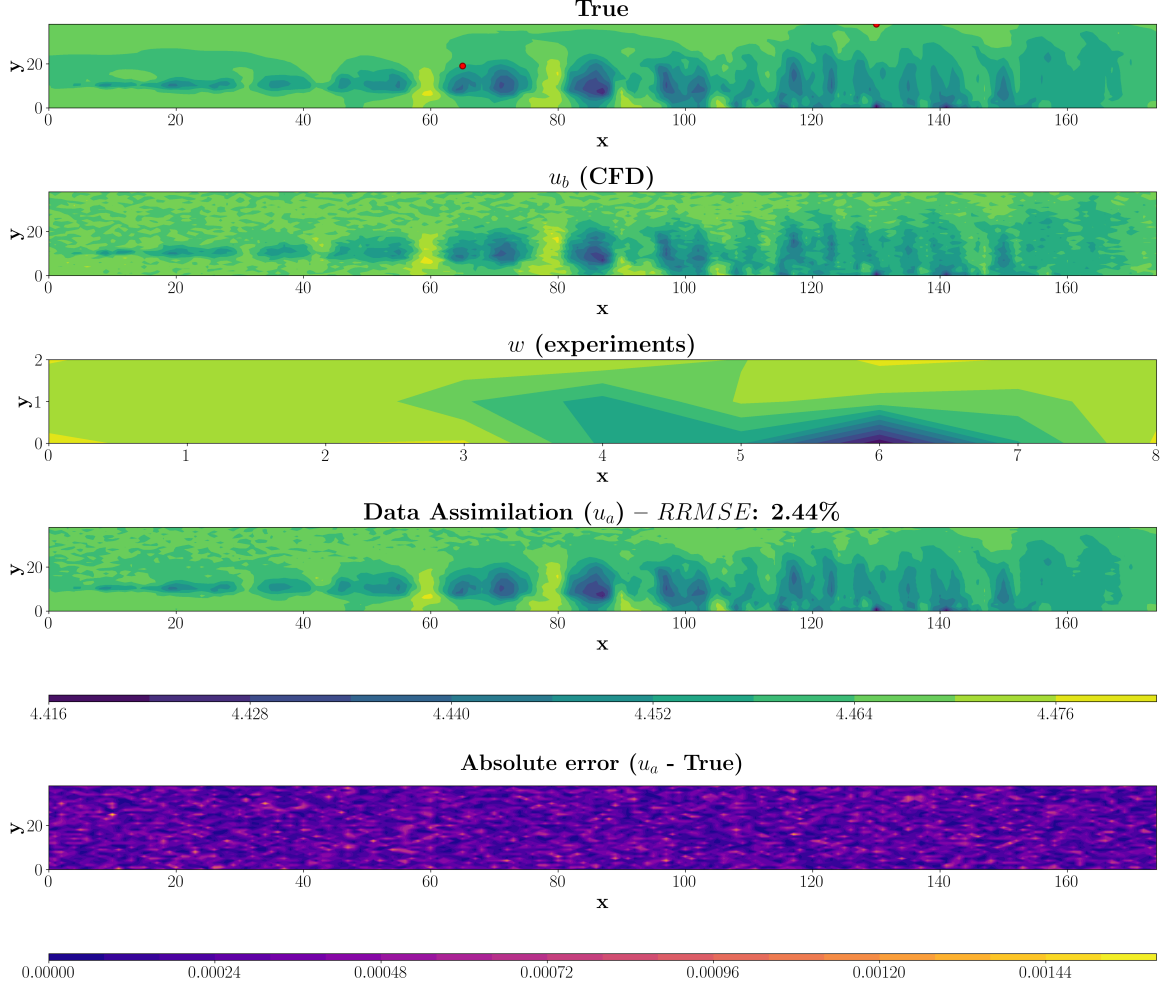 True
y
20
0
0 20 40 60 80 100 120 140 160
x
u_b (CFD)
y
20
0
0 20 40 60 80 100 120 140 160
x
w (experiments)
y
2
1
0
0 1 2 3 4 5 6 7 8
x
Data Assimilation (u_a) – RRMSE: 2.44%
y
20
0
0 20 40 60 80 100 120 140 160
x
4.416 4.428 4.440 4.452 4.464 4.476
Absolute error (u_a - True)
y
20
0
0 20 40 60 80 100 120 140 160
x
0.00000 0.00024 0.00048 0.00072 0.00096 0.00120 0.00144